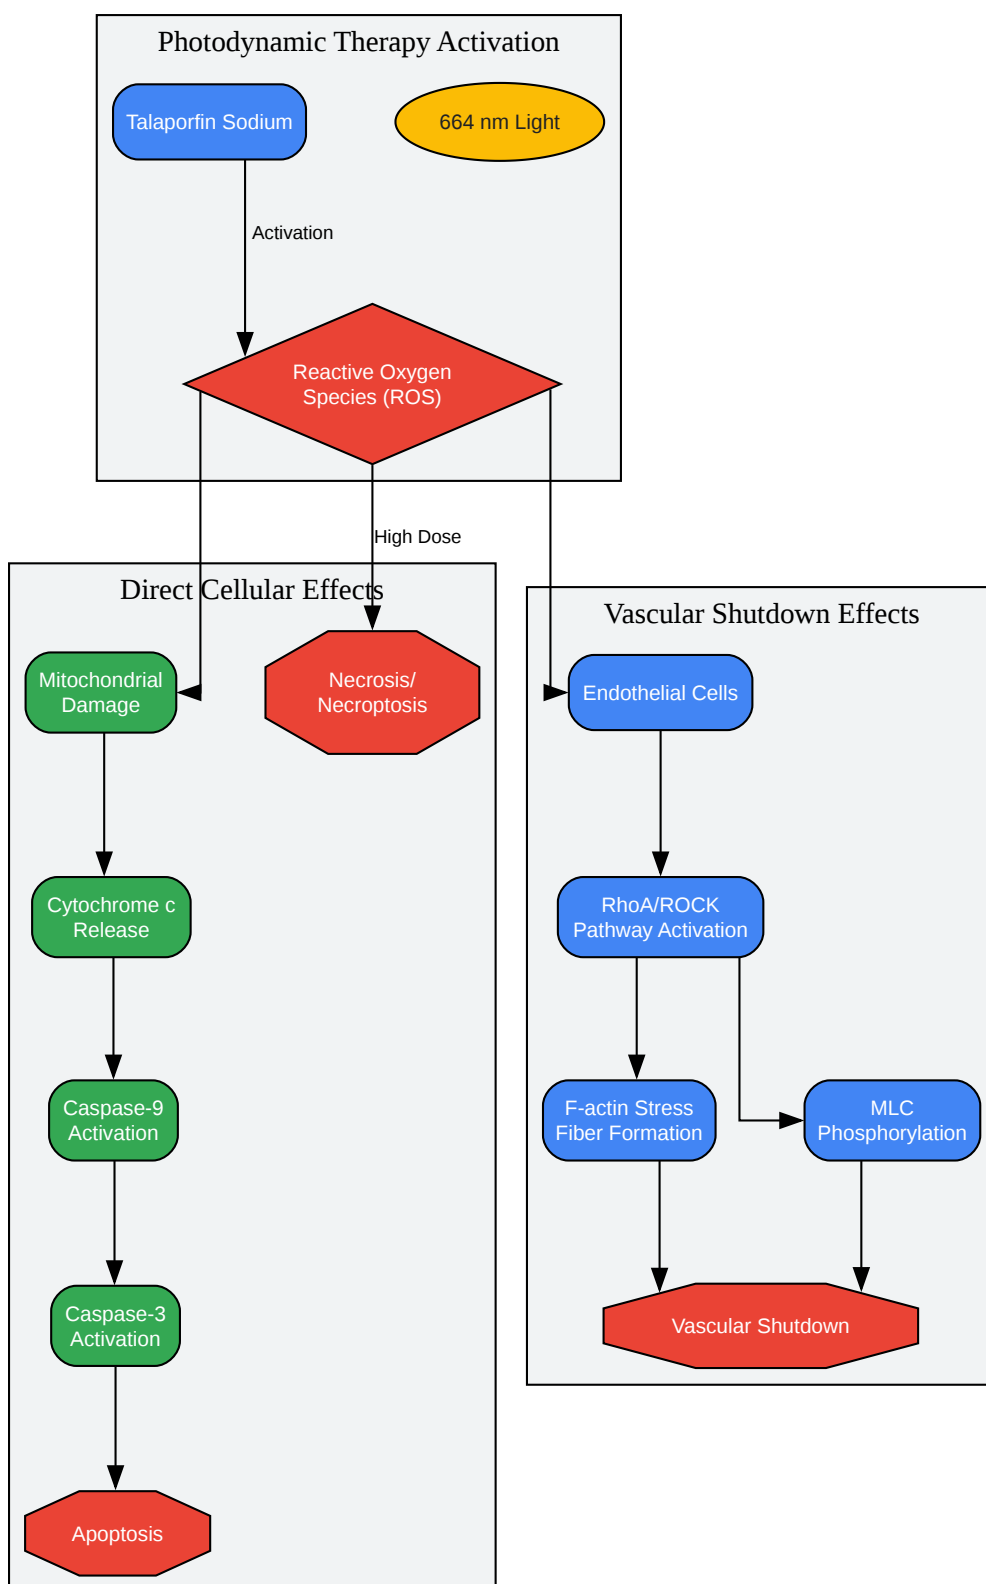 Photodynamic Therapy Activation
Talaporfin Sodium
664 nm Light
Activation
Reactive Oxygen
Species (ROS)
High Dose
Direct Cellular Effects
Mitochondrial
Damage
Necrosis/
Necroptosis
Cytochrome c
Release
Caspase-9
Activation
Caspase-3
Activation
Apoptosis
Vascular Shutdown Effects
Endothelial Cells
RhoA/ROCK
Pathway Activation
F-actin Stress
Fiber Formation
MLC
Phosphorylation
Vascular Shutdown